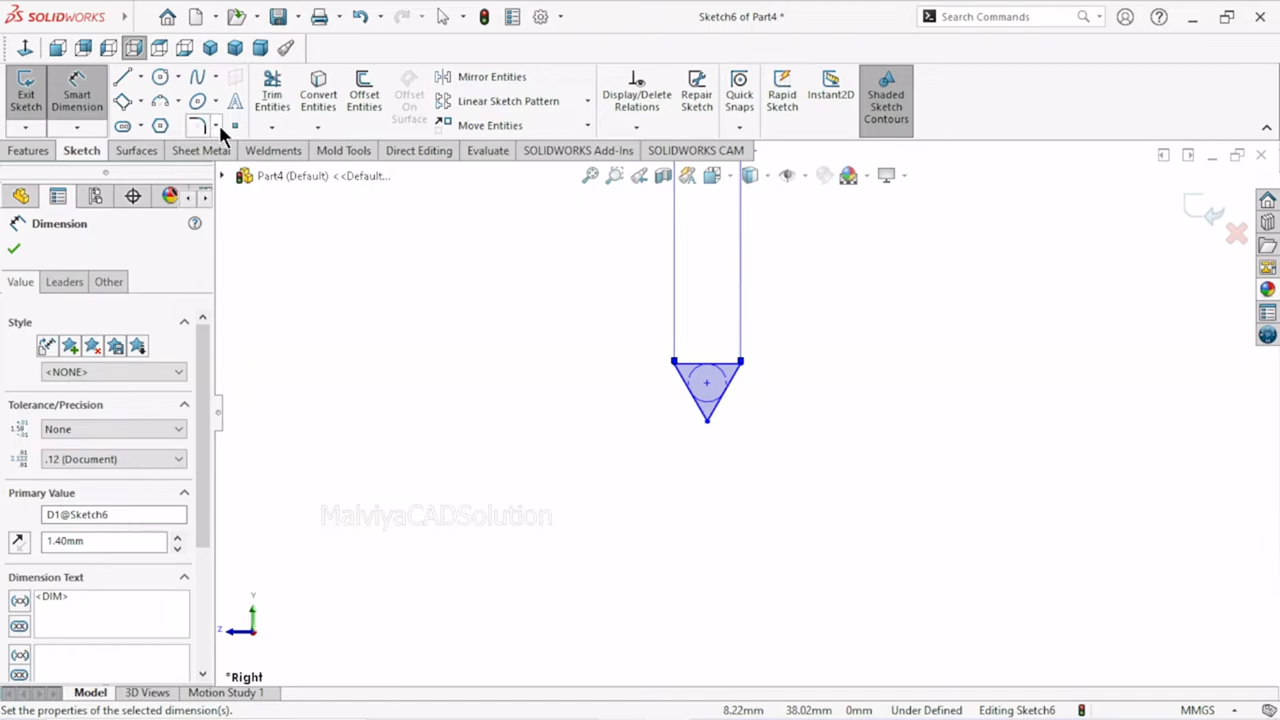 SOLIDWORKS
Sketch6 of Part4 *
Search Commands
Exit Sketch
Smart Dimension
Trim Entities
Convert Entities
Offset Entities
Offset On Surface
Mirror Entities
Linear Sketch Pattern
Move Entities
Display/Delete Relations
Repair Sketch
Quick Snaps
Rapid Sketch
Instant2D
Shaded Sketch Contours
Features
Sketch
Surfaces
Sheet Metal
Weldments
Mold Tools
Direct Editing
Evaluate
SOLIDWORKS Add-Ins
SOLIDWORKS CAM
Part4 (Default) <<Default...
Dimension
Value
Leaders
Other
Style
<NONE>
Tolerance/Precision
None
.12 (Document)
Primary Value
D1@Sketch6
1.40mm
Dimension Text
<DIM>
MalviyaCADSolution
Y
Z
*Right
Model
3D Views
Motion Study 1
Set the properties of the selected dimension(s).
8.22mm
38.02mm
0mm
Under Defined
Editing Sketch6
MMGS